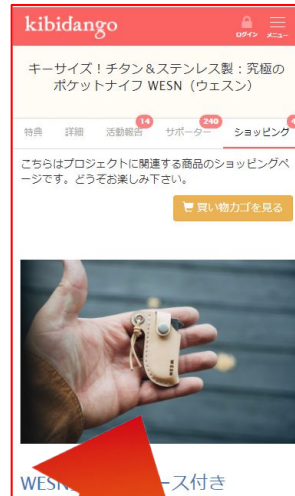 kibidango
ログイン
メニュー
キーサイズ！チタン＆ステンレス製：究極の
ポケットナイフ WESN（ウェスン）
特典 詳細 活動報告 14 サポーター 240 ショッピング
こちらはプロジェクトに関連する商品のショッピングペ
ージです。どうぞお楽しみ下さい。
買い物カゴを見る
WESN
WESN ース付き